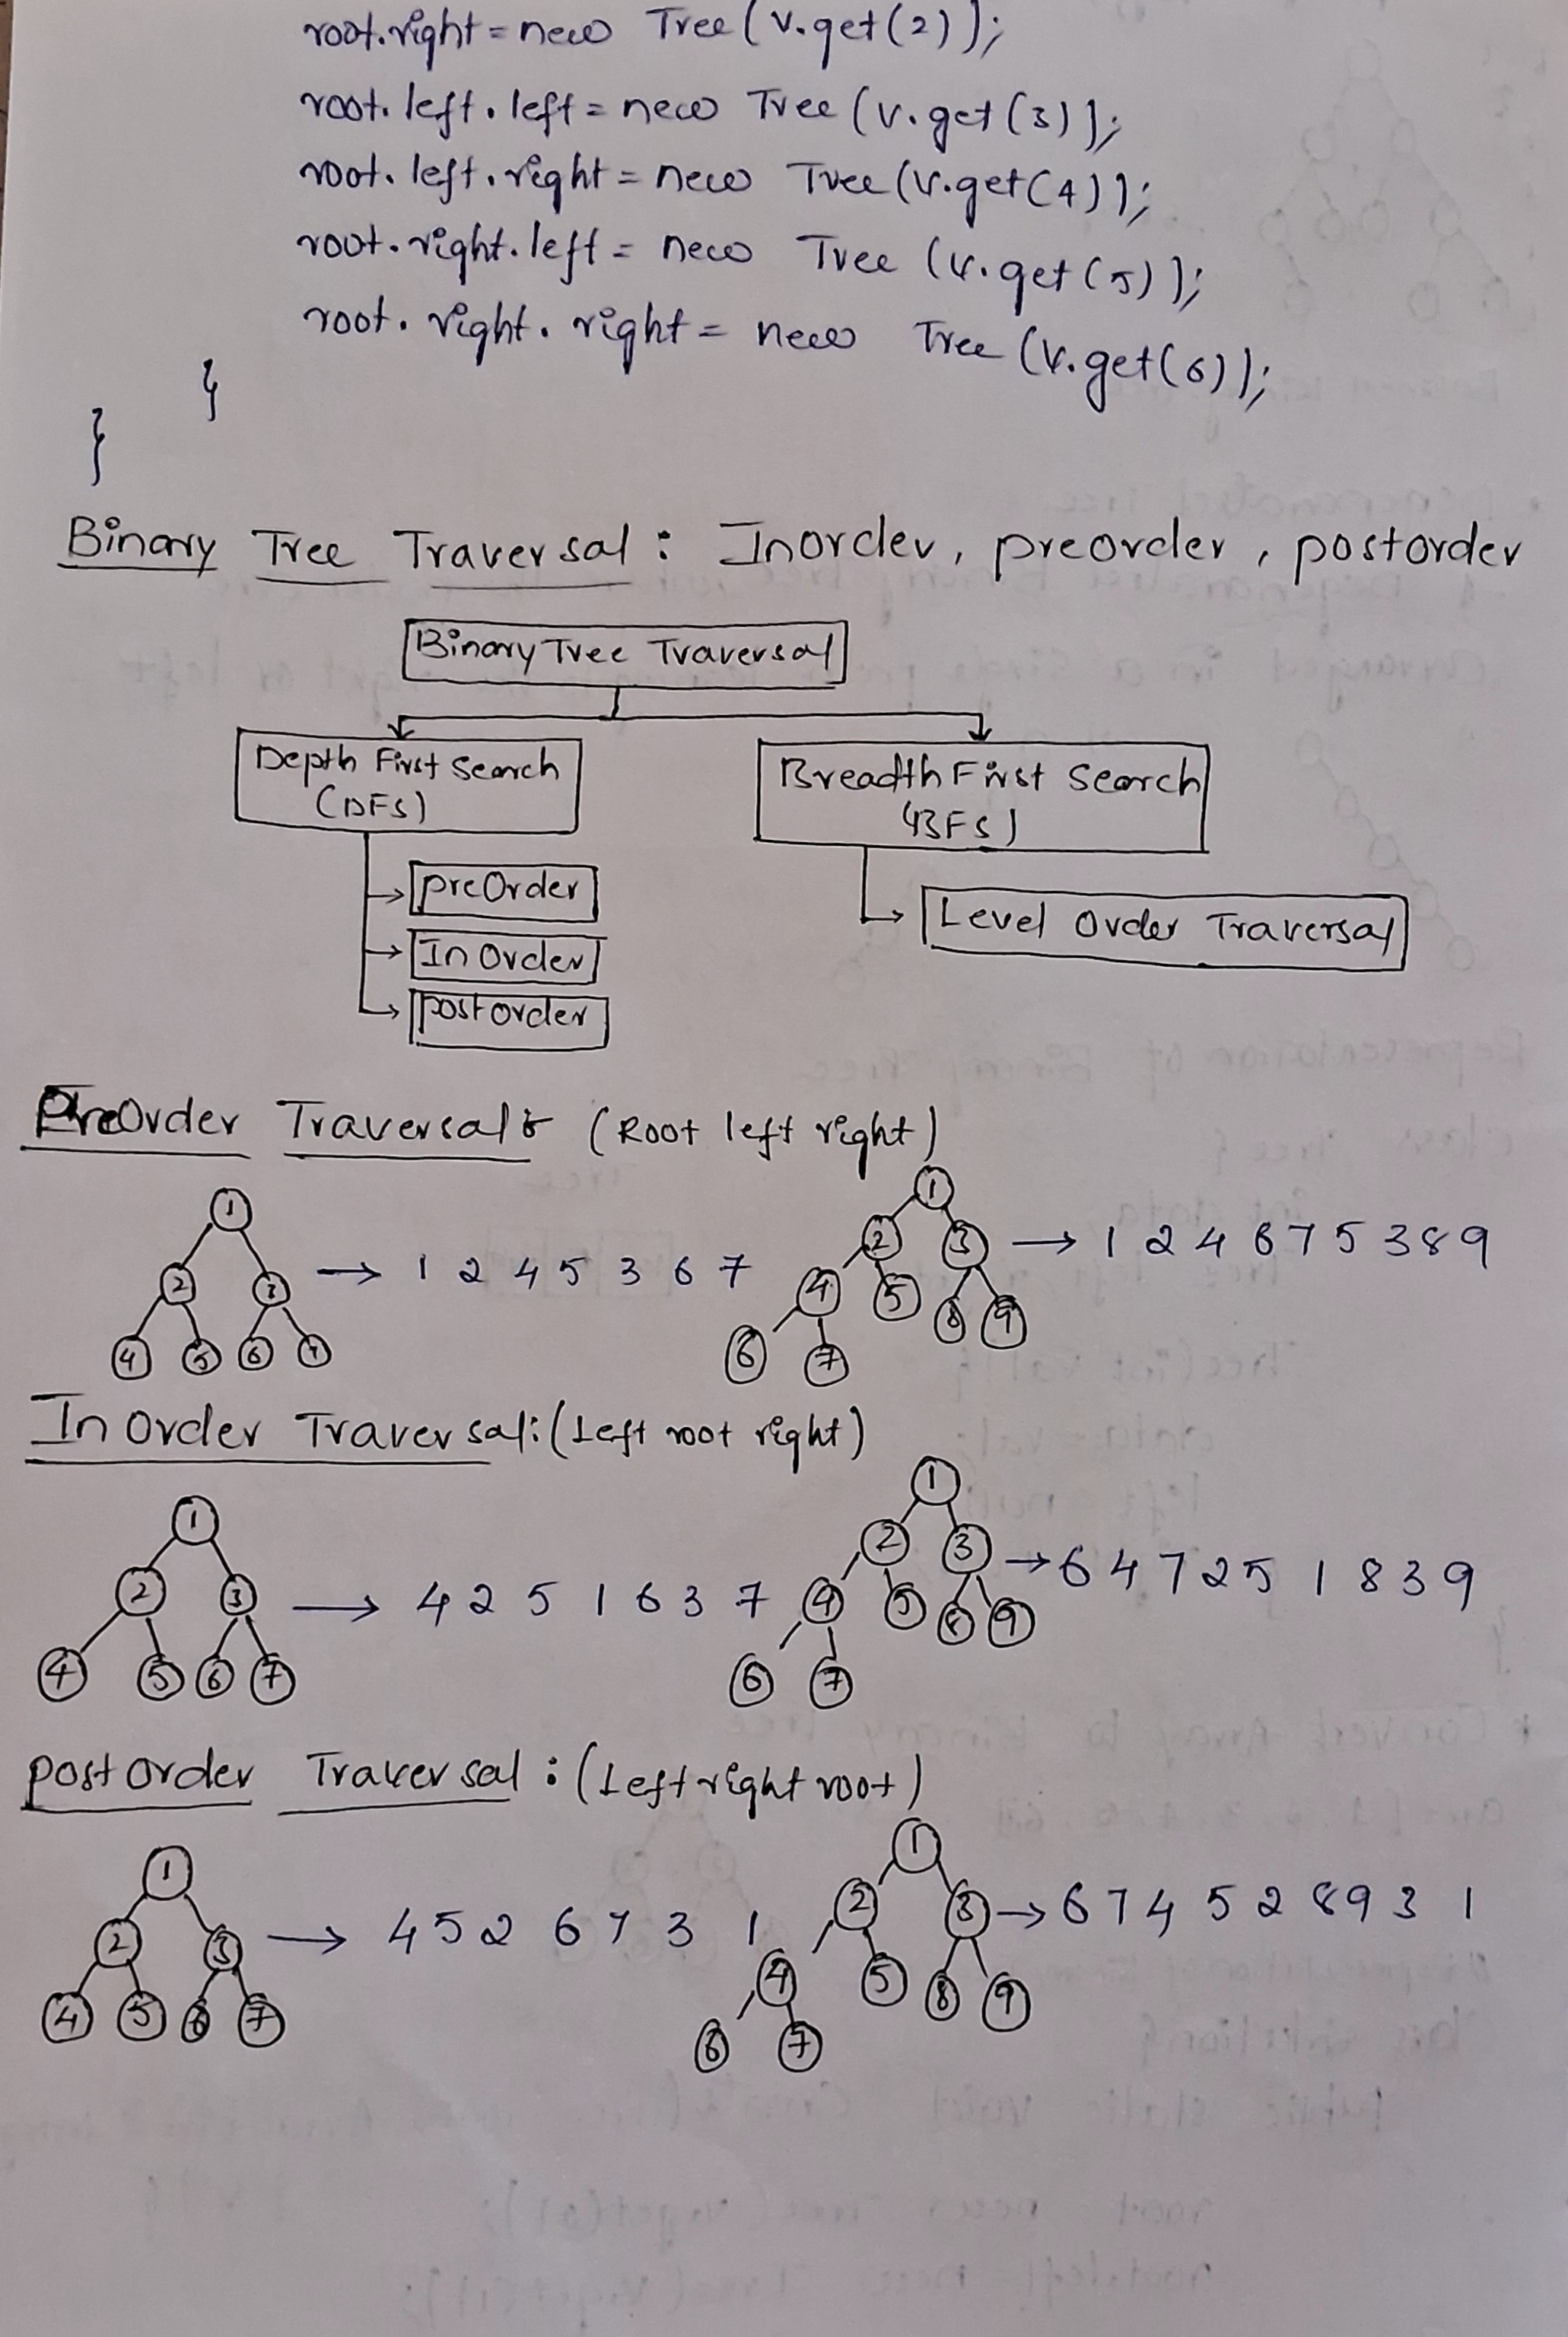 root.right = new Tree(v.get(2));
root.left.left = new Tree(v.get(3));
root.left.right = new Tree(v.get(4));
root.right.left = new Tree(v.get(5));
root.right.right = new Tree(v.get(6));
}
}
Binary Tree Traversal : Inorder, preorder, postorder
Binary Tree Traversal
Depth First Search
(DFS)
Breadth First Search
(BFS)
preOrder
In Order
postorder
Level Order Traversal
PreOrder Traversal : (Root left right)
1
2 3
4 5 6 7
→ 1 2 4 5 3 6 7
1
2 3
4 5 8 9
6 7
→ 1 2 4 6 7 5 3 8 9
In Order Traversal : (Left root right)
1
2 3
4 5 6 7
→ 4 2 5 1 6 3 7
1
2 3
4 5 8 9
6 7
→ 6 4 7 2 5 1 8 3 9
post Order Traversal : (Left right root)
1
2 3
4 5 6 7
→ 4 5 2 6 7 3 1
1
2 3
4 5 8 9
6 7
→ 6 7 4 5 2 8 9 3 1